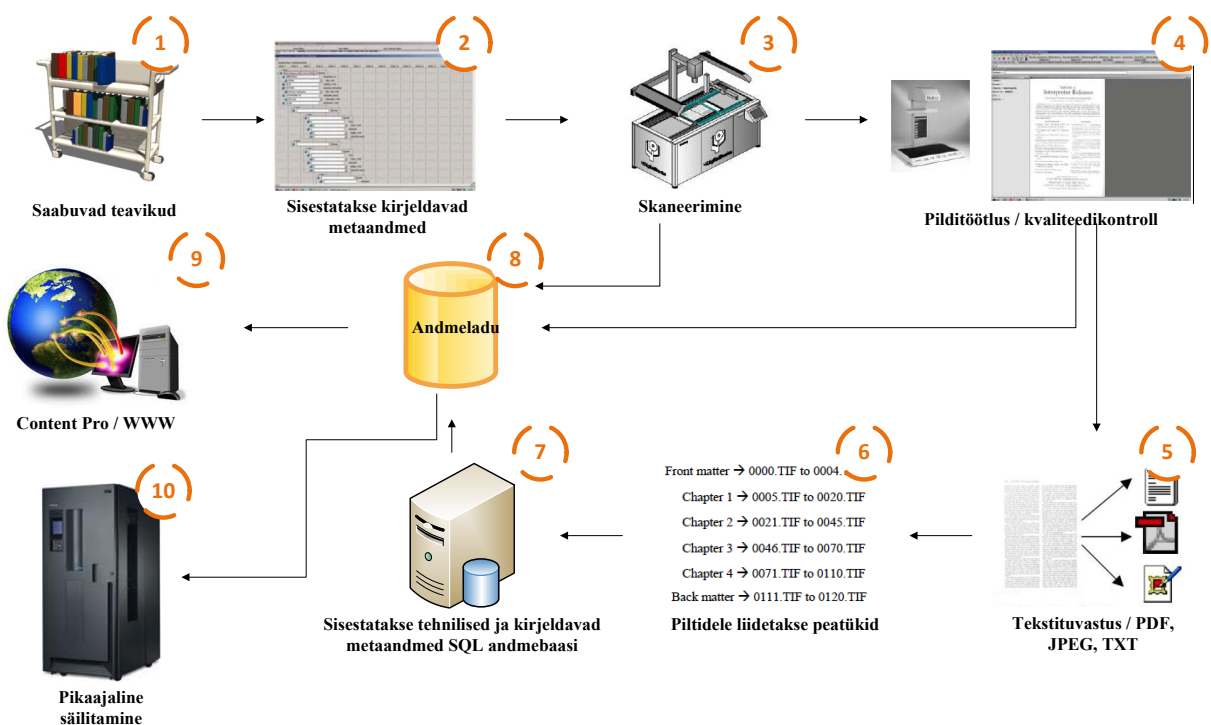 1
2
3
4
Saabuvad teavikud
Sisestatakse kirjeldavad
metaandmed
Skaneerimine
Interpreter Releases
Pilditöötlus / kvaliteedikontroll
9
8
Andmeladu
Content Pro / WWW
10
Pikaajaline
säilitamine
7
Sisestatakse tehnilised ja kirjeldavad
metaandmed SQL andmebaasi
6
Front matter → 0000.TIF to 0004.
Chapter 1 → 0005.TIF to 0020.TIF
Chapter 2 → 0021.TIF to 0045.TIF
Chapter 3 → 0046.TIF to 0070.TIF
Chapter 4 → 0071.TIF to 0110.TIF
Back matter → 0111.TIF to 0120.TIF
Piltidele liidetakse peatükid
5
Tekstituvastus / PDF,
JPEG, TXT